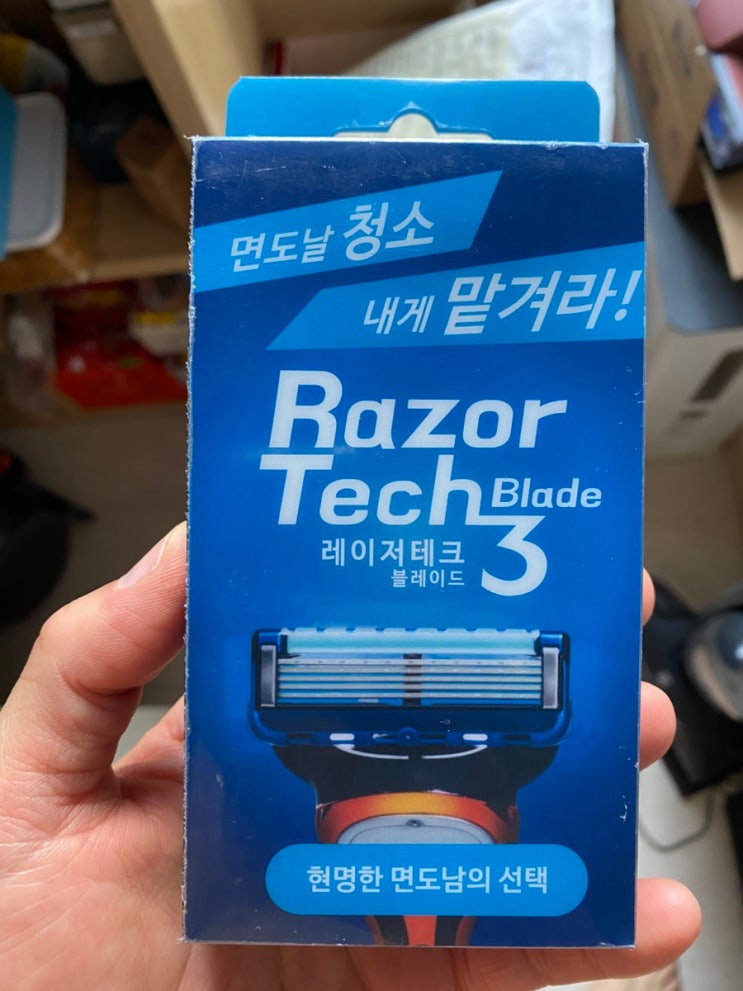 면도날 청소
내게 맡겨라!
Razor
Tech Blade
3
레이저테크
블레이드
현명한 면도남의 선택